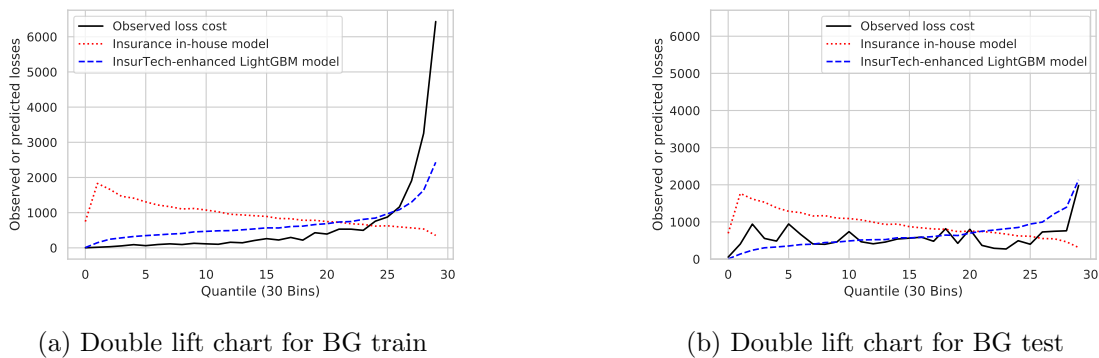 Observed or predicted losses
6000
5000
4000
3000
2000
1000
0
Observed loss cost
Insurance in-house model
InsurTech-enhanced LightGBM model
0 5 10 15 20 25 30
Quantile (30 Bins)
(a) Double lift chart for BG train
Observed or predicted losses
6000
5000
4000
3000
2000
1000
0
Observed loss cost
Insurance in-house model
InsurTech-enhanced LightGBM model
0 5 10 15 20 25 30
Quantile (30 Bins)
(b) Double lift chart for BG test